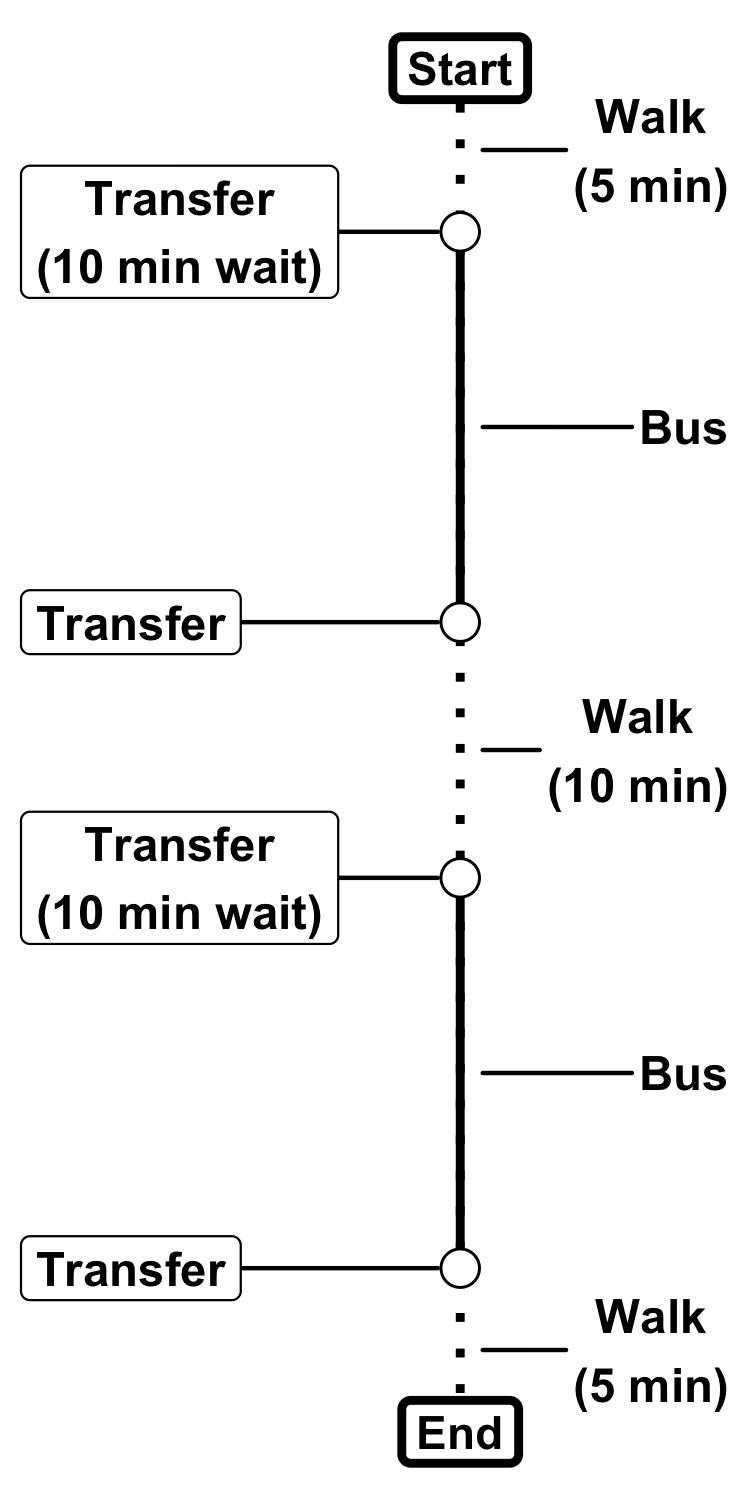 Start
Walk
(5 min)
Transfer
(10 min wait)
Bus
Transfer
Walk
(10 min)
Transfer
(10 min wait)
Bus
Transfer
Walk
(5 min)
End